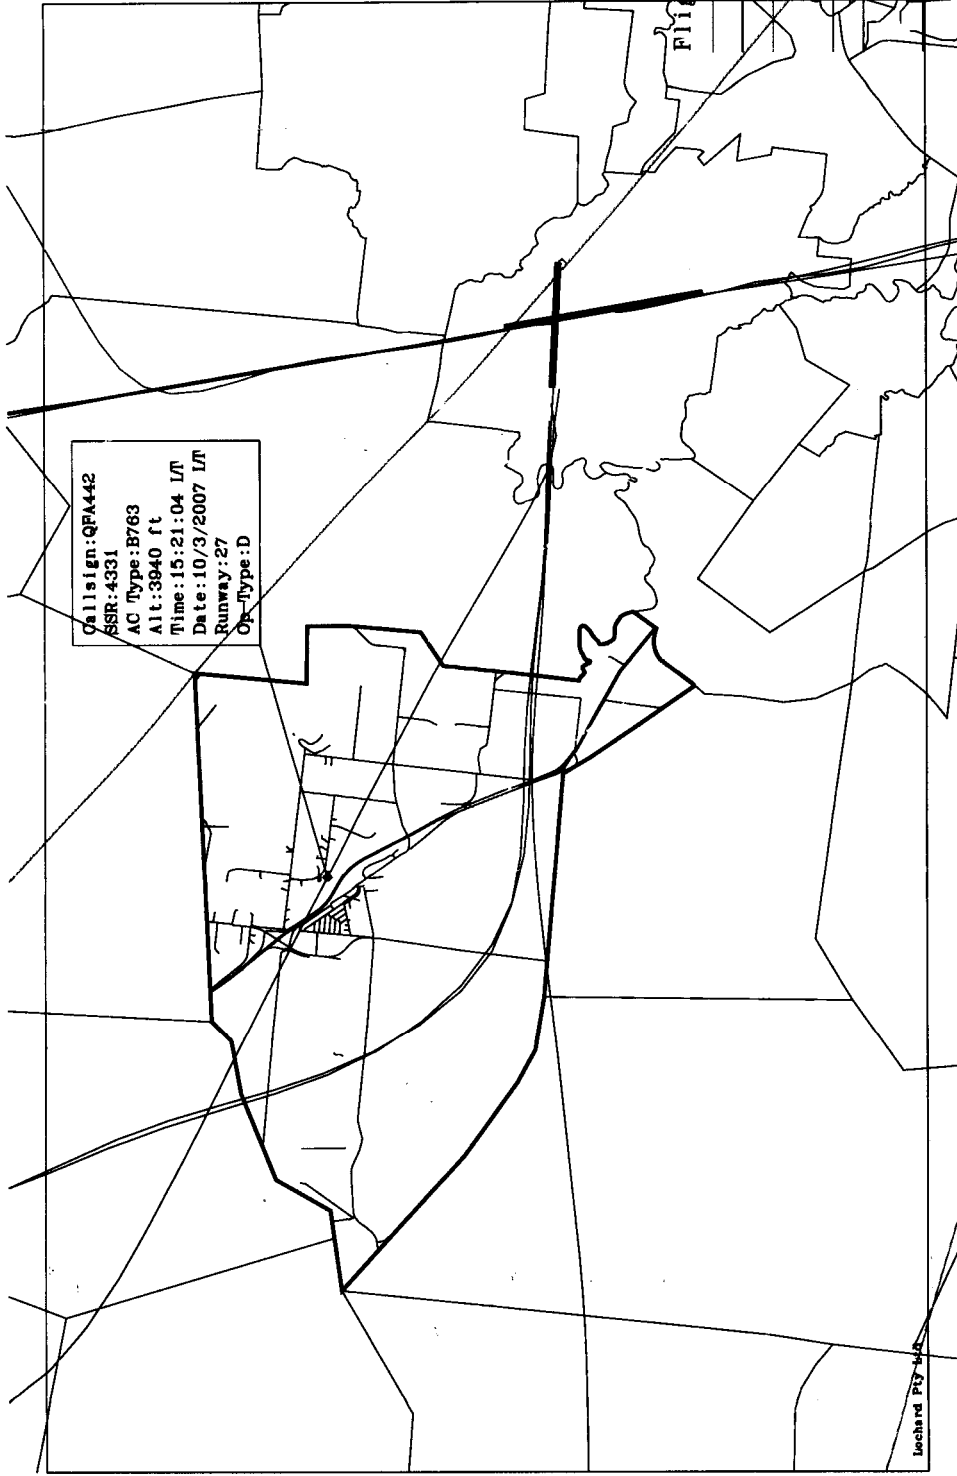 Callsign:QFA442
SSR:4331
AC Type:B763
Alt:3940 ft
Time:15:21:04 LT
Date:10/3/2007 LT
Runway:27
Op Type:D
Flig
Lochard Pty Ltd